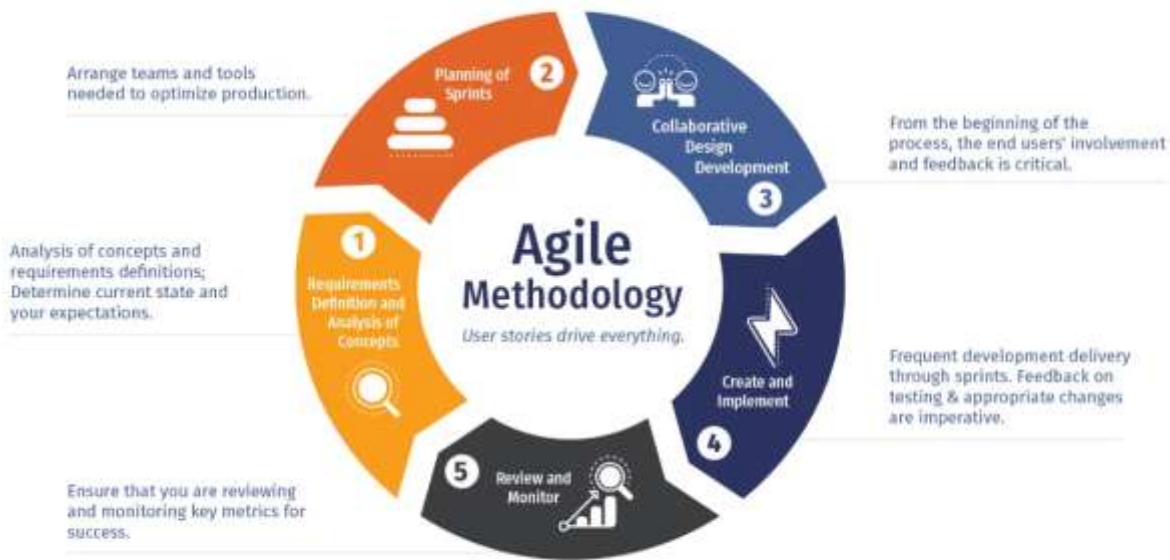 Agile
Methodology
User stories drive everything.
1
Requirements
Definition and
Analysis of
Concepts
Analysis of concepts and
requirements definitions;
Determine current state and
your expectations.
2
Planning of
Sprints
Arrange teams and tools
needed to optimize production.
Collaborative
Design
Development
3
From the beginning of the
process, the end users' involvement
and feedback is critical.
Create and
Implement
4
Frequent development delivery
through sprints. Feedback on
testing & appropriate changes
are imperative.
5
Review and
Monitor
Ensure that you are reviewing
and monitoring key metrics for
success.